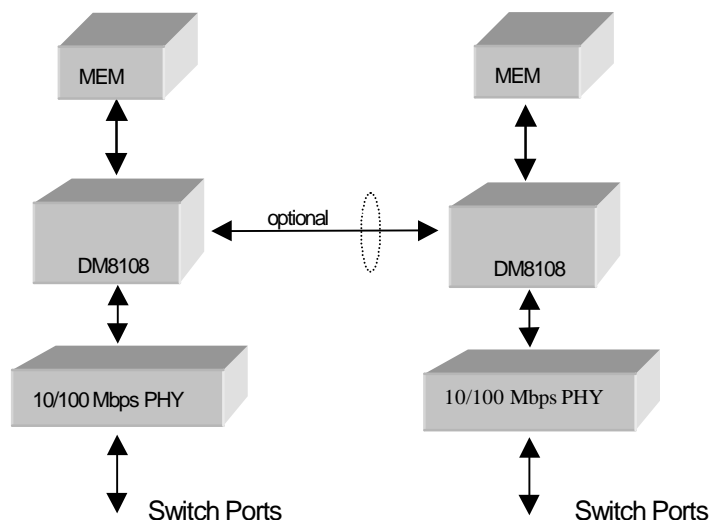 MEM
MEM
optional
DM8108
DM8108
10/100 Mbps PHY
10/100 Mbps PHY
Switch Ports
Switch Ports